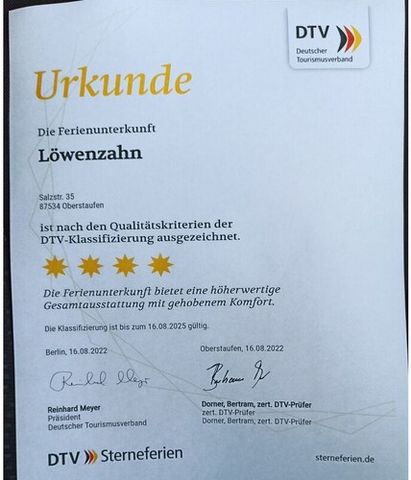 DTV
Deutscher
Tourismusverband
Urkunde
Die Ferienunterkunft
Löwenzahn
Salzstr. 35
87534 Oberstaufen
ist nach den Qualitätskriterien der
DTV-Klassifizierung ausgezeichnet.
Die Ferienunterkunft bietet eine höherwertige
Gesamtausstattung mit gehobenem Komfort.
Die Klassifizierung ist bis zum 16.08.2025 gültig.
Berlin, 16.08.2022
Oberstaufen, 16.08.2022
Reinhard Meyer
Präsident
Deutscher Tourismusverband
Dorner, Bertram, zert. DTV-Prüfer
zert. DTV-Prüfer
Dorner, Bertram, zert. DTV-Prüfer
DTV Sterneferien
sterneferien.de